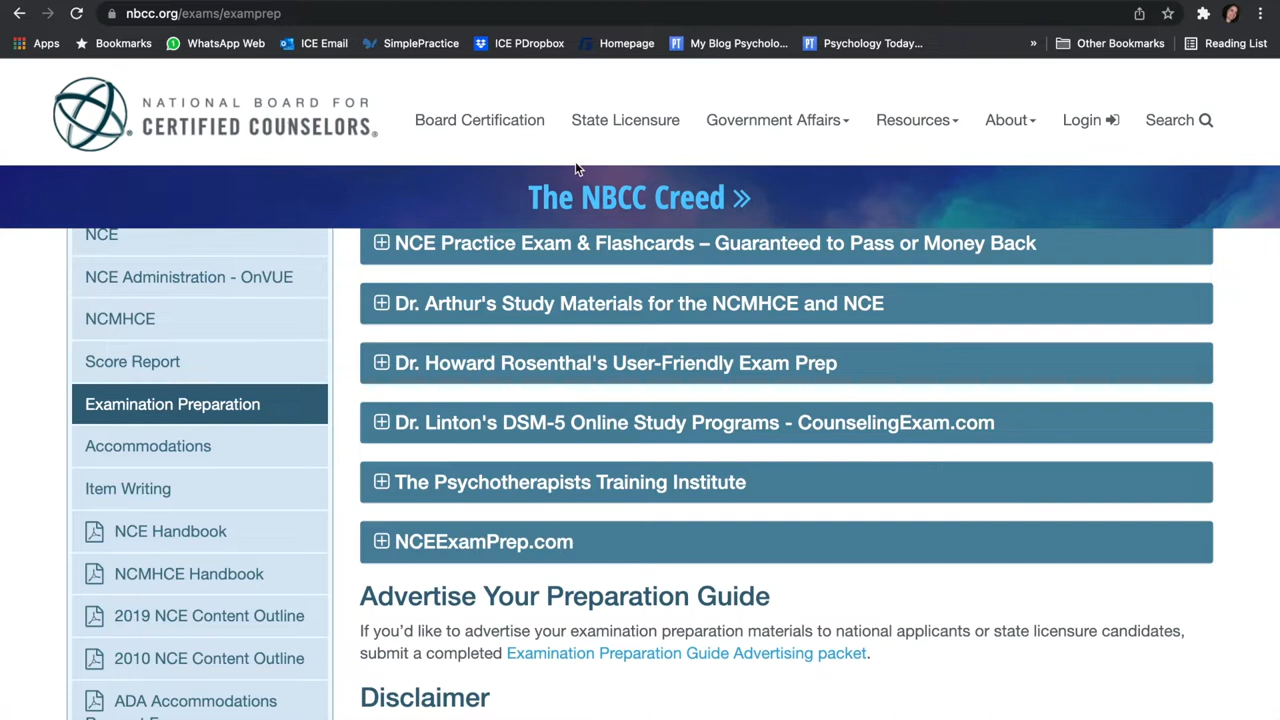 nbcc.org/exams/examprep
Apps Bookmarks WhatsApp Web ICE Email SimplePractice ICE PDropbox Homepage My Blog Psycholo... Psychology Today... » Other Bookmarks Reading List
NATIONAL BOARD FOR
CERTIFIED COUNSELORS®
Board Certification State Licensure Government Affairs Resources About Login Search
The NBCC Creed »
NCE
NCE Administration - OnVUE
NCMHCE
Score Report
Examination Preparation
Accommodations
Item Writing
NCE Handbook
NCMHCE Handbook
2019 NCE Content Outline
2010 NCE Content Outline
ADA Accommodations
NCE Practice Exam & Flashcards – Guaranteed to Pass or Money Back
Dr. Arthur's Study Materials for the NCMHCE and NCE
Dr. Howard Rosenthal's User-Friendly Exam Prep
Dr. Linton's DSM-5 Online Study Programs - CounselingExam.com
The Psychotherapists Training Institute
NCEExamPrep.com
Advertise Your Preparation Guide
If you’d like to advertise your examination preparation materials to national applicants or state licensure candidates,
submit a completed Examination Preparation Guide Advertising packet.
Disclaimer